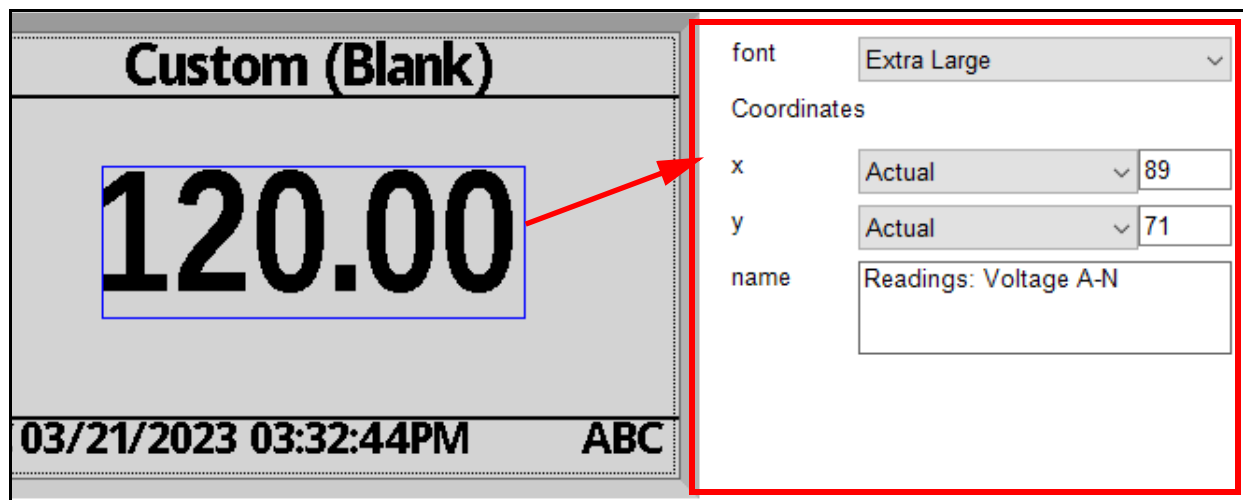 Custom (Blank)
120.00
03/21/2023 03:32:44PM ABC
font Extra Large
Coordinates
x Actual 89
y Actual 71
name Readings: Voltage A-N